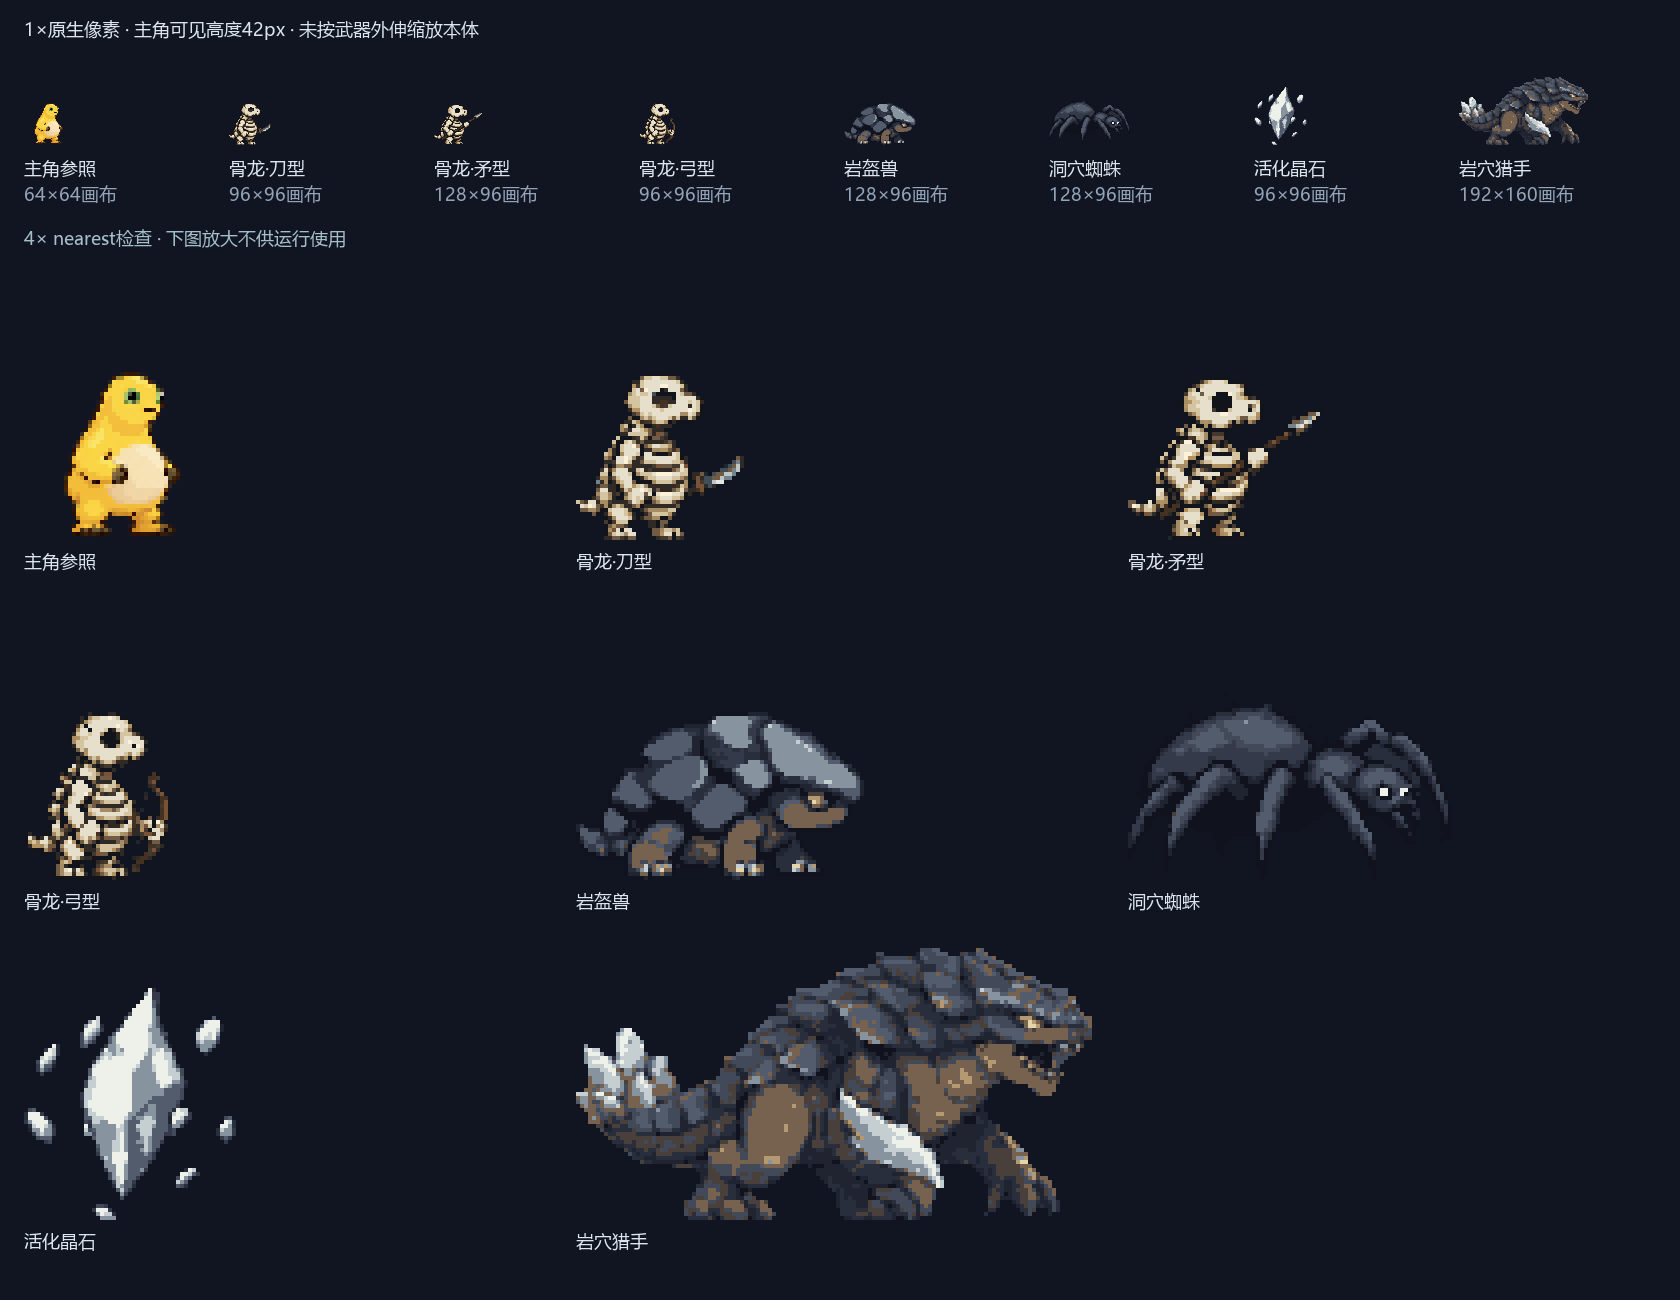 1×原生像素 · 主角可见高度42px · 未按武器外伸缩放本体
主角参照
64×64画布
骨龙·刀型
96×96画布
骨龙·矛型
128×96画布
骨龙·弓型
96×96画布
岩盔兽
128×96画布
洞穴蜘蛛
128×96画布
活化晶石
96×96画布
岩穴猎手
192×160画布
4× nearest检查 · 下图放大不供运行使用
主角参照
骨龙·刀型
骨龙·矛型
骨龙·弓型
岩盔兽
洞穴蜘蛛
活化晶石
岩穴猎手